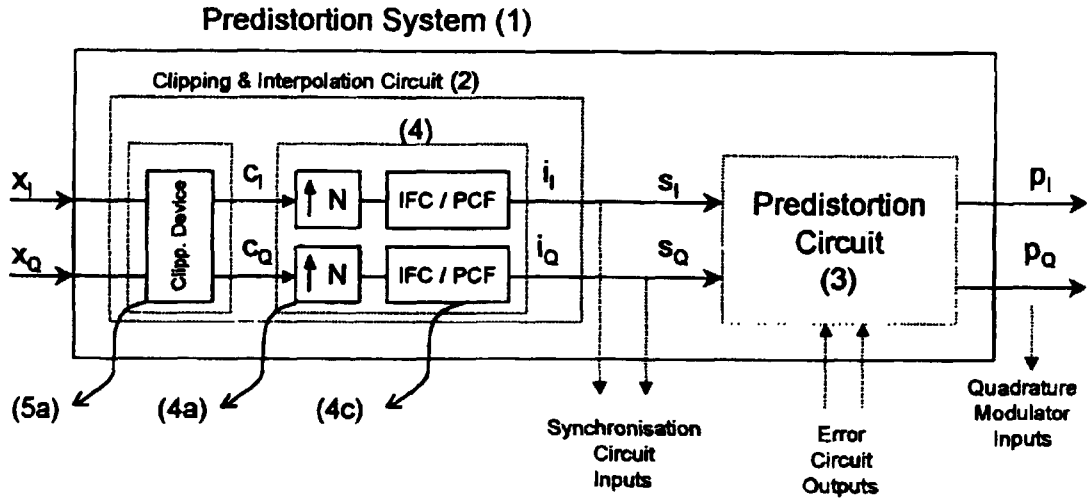 Predistortion System (1)
Clipping & Interpolation Circuit (2)
(4)
x_I
c_I
N
IFC / PCF
i_I
s_I
p_I
Clipp. Device
Predistortion
Circuit
(3)
x_Q
c_Q
N
IFC / PCF
i_Q
s_Q
p_Q
(5a)
(4a)
(4c)
Synchronisation
Circuit
Inputs
Error
Circuit
Outputs
Quadrature
Modulator
Inputs